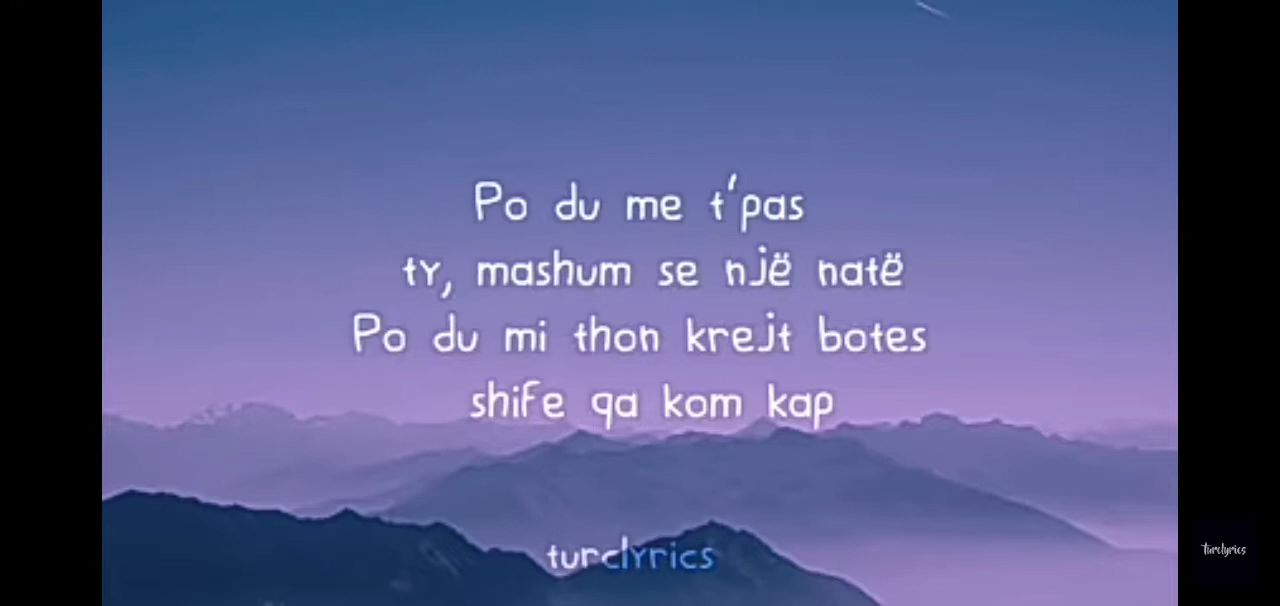 Po du me t'pas
ty, mashum se një natë
Po du mi thon krejt botes
shife qa kom kap
turclyrics
turclyrics